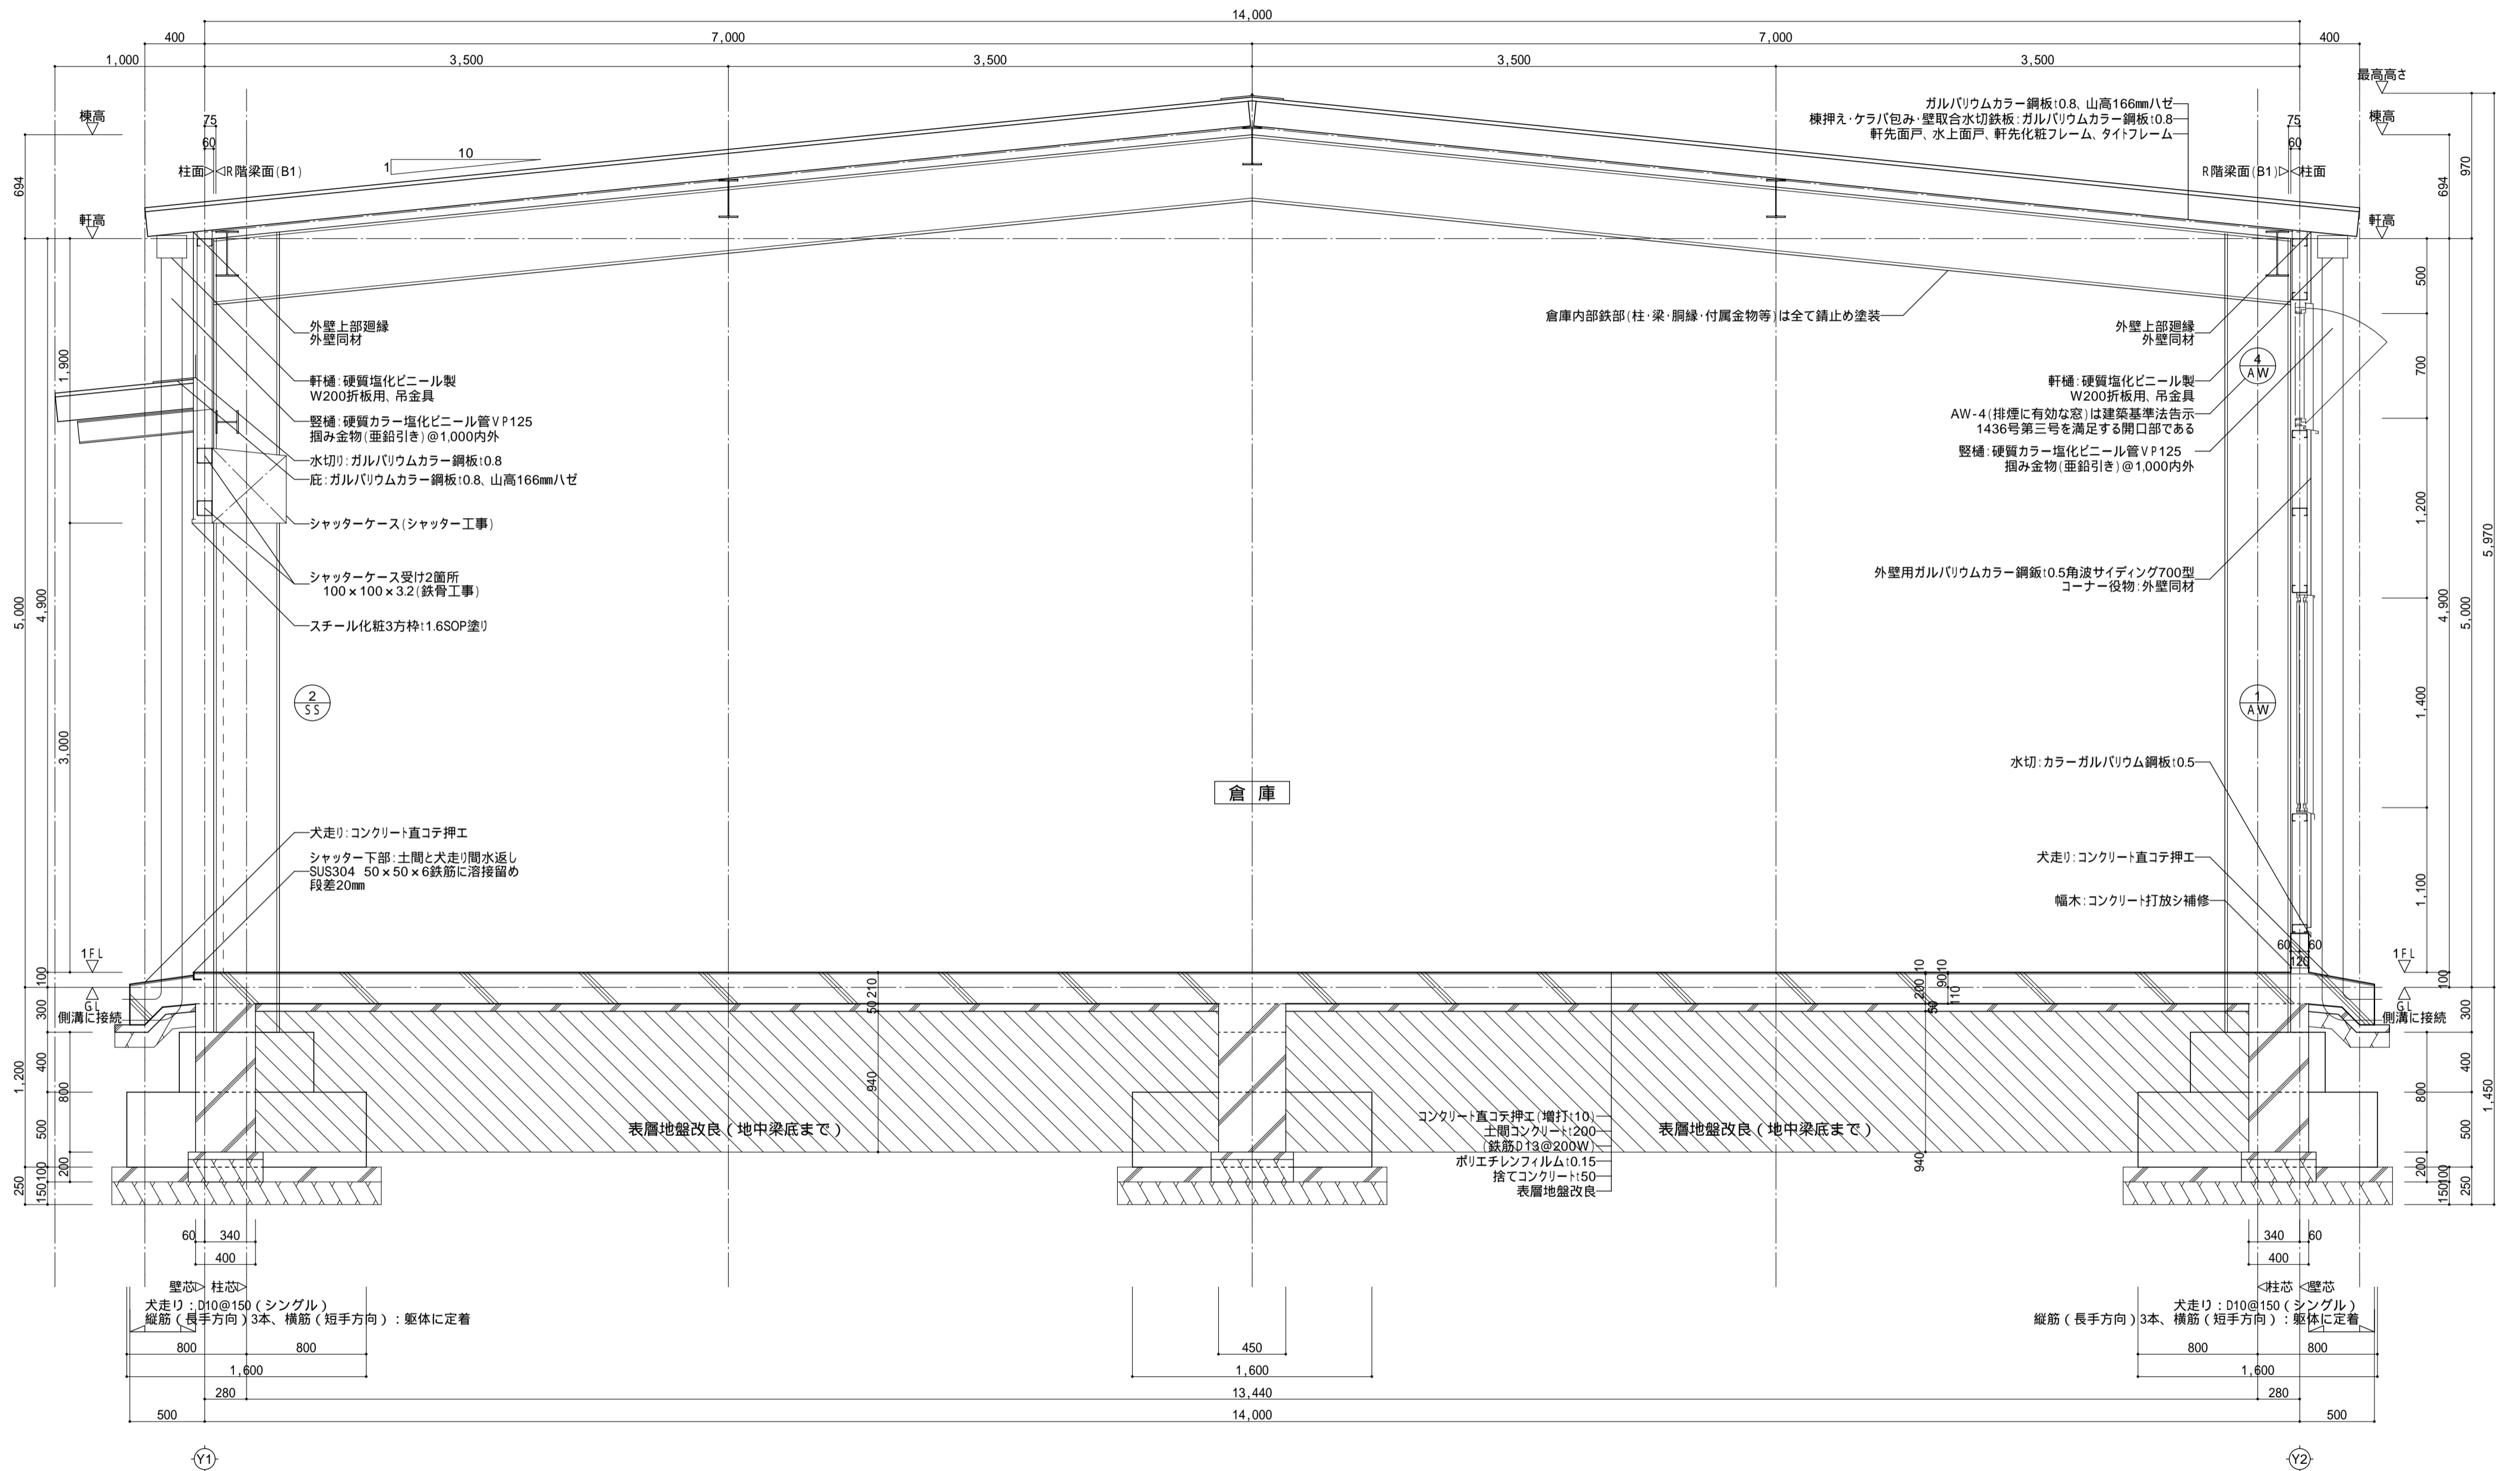 14,000
400
7,000
7,000
400
1,000
3,500
3,500
3,500
3,500
最高高さ
棟高
75
60
柱面
R階梁面(B1)
10
1
ガルバリウムカラー鋼板t0.8、山高166㎜ハゼ
棟押え・ケラバ包み・壁取合水切鉄板：ガルバリウムカラー鋼板t0.8
軒先面戸、水上面戸、軒先化粧フレーム、タイトフレーム
75
60
R階梁面(B1)
柱面
棟高
694
694
970
軒高
軒高
外壁上部廻縁
外壁同材
軒樋：硬質塩化ビニール製
W200折板用、吊金具
竪樋：硬質カラー塩化ビニール管ＶＰ125
掴み金物(亜鉛引き)@1,000内外
水切り：ガルバリウムカラー鋼板t0.8
庇：ガルバリウムカラー鋼板t0.8、山高166㎜ハゼ
シャッターケース(シャッター工事)
シャッターケース受け2箇所
100×100×3.2(鉄骨工事)
スチール化粧3方枠t1.6SOP塗り
2
SS
倉庫内部鉄部(柱・梁・胴縁・付属金物等)は全て錆止め塗装
外壁上部廻縁
外壁同材
4
AW
軒樋：硬質塩化ビニール製
W200折板用、吊金具
AW-4(排煙に有効な窓)は建築基準法告示
1436号第三号を満足する開口部である
竪樋：硬質カラー塩化ビニール管ＶＰ125
掴み金物(亜鉛引き)@1,000内外
外壁用ガルバリウムカラー鋼鈑t0.5角波サイディング700型
コーナー役物：外壁同材
1
AW
水切：カラーガルバリウム鋼板t0.5
倉 庫
1,900
5,000
4,900
3,000
500
700
1,200
1,400
1,100
4,900
5,000
5,970
犬走り：コンクリート直コテ押エ
シャッター下部：土間と犬走り間水返し
SUS304 50×50×6鉄筋に溶接留め
段差20㎜
犬走り：コンクリート直コテ押エ
幅木：コンクリート打放シ補修
60
60
120
1FL
GL
側溝に接続
1FL
GL
側溝に接続
100
300
400
800
1,200
500
200
100
150
250
210
50
940
10
200
50
10
90
110
940
100
300
400
800
500
200
100
150
250
1,450
表層地盤改良（地中梁底まで）
表層地盤改良（地中梁底まで）
コンクリート直コテ押エ(増打t10)
土間コンクリートt200
(鉄筋D13@200W)
ポリエチレンフィルムt0.15
捨てコンクリートt50
表層地盤改良
60
340
400
340
60
400
壁芯
柱芯
柱芯
壁芯
犬走り：D10@150（シングル）
縦筋（長手方向）3本、横筋（短手方向）：躯体に定着
犬走り：D10@150（シングル）
縦筋（長手方向）3本、横筋（短手方向）：躯体に定着
800
800
450
800
800
1,600
1,600
1,600
280
13,440
280
500
14,000
500
Y1
Y2